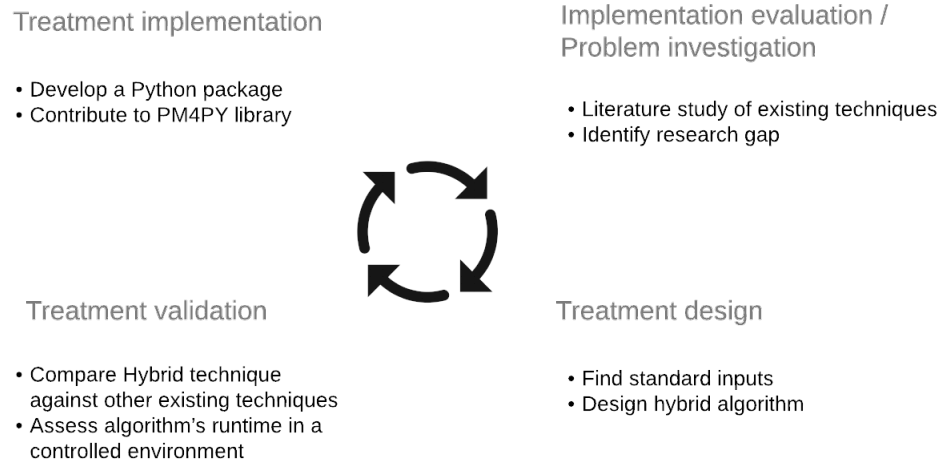 Treatment implementation
• Develop a Python package
• Contribute to PM4PY library
Implementation evaluation /
Problem investigation
• Literature study of existing techniques
• Identify research gap
Treatment validation
• Compare Hybrid technique
against other existing techniques
• Assess algorithm's runtime in a
controlled environment
Treatment design
• Find standard inputs
• Design hybrid algorithm